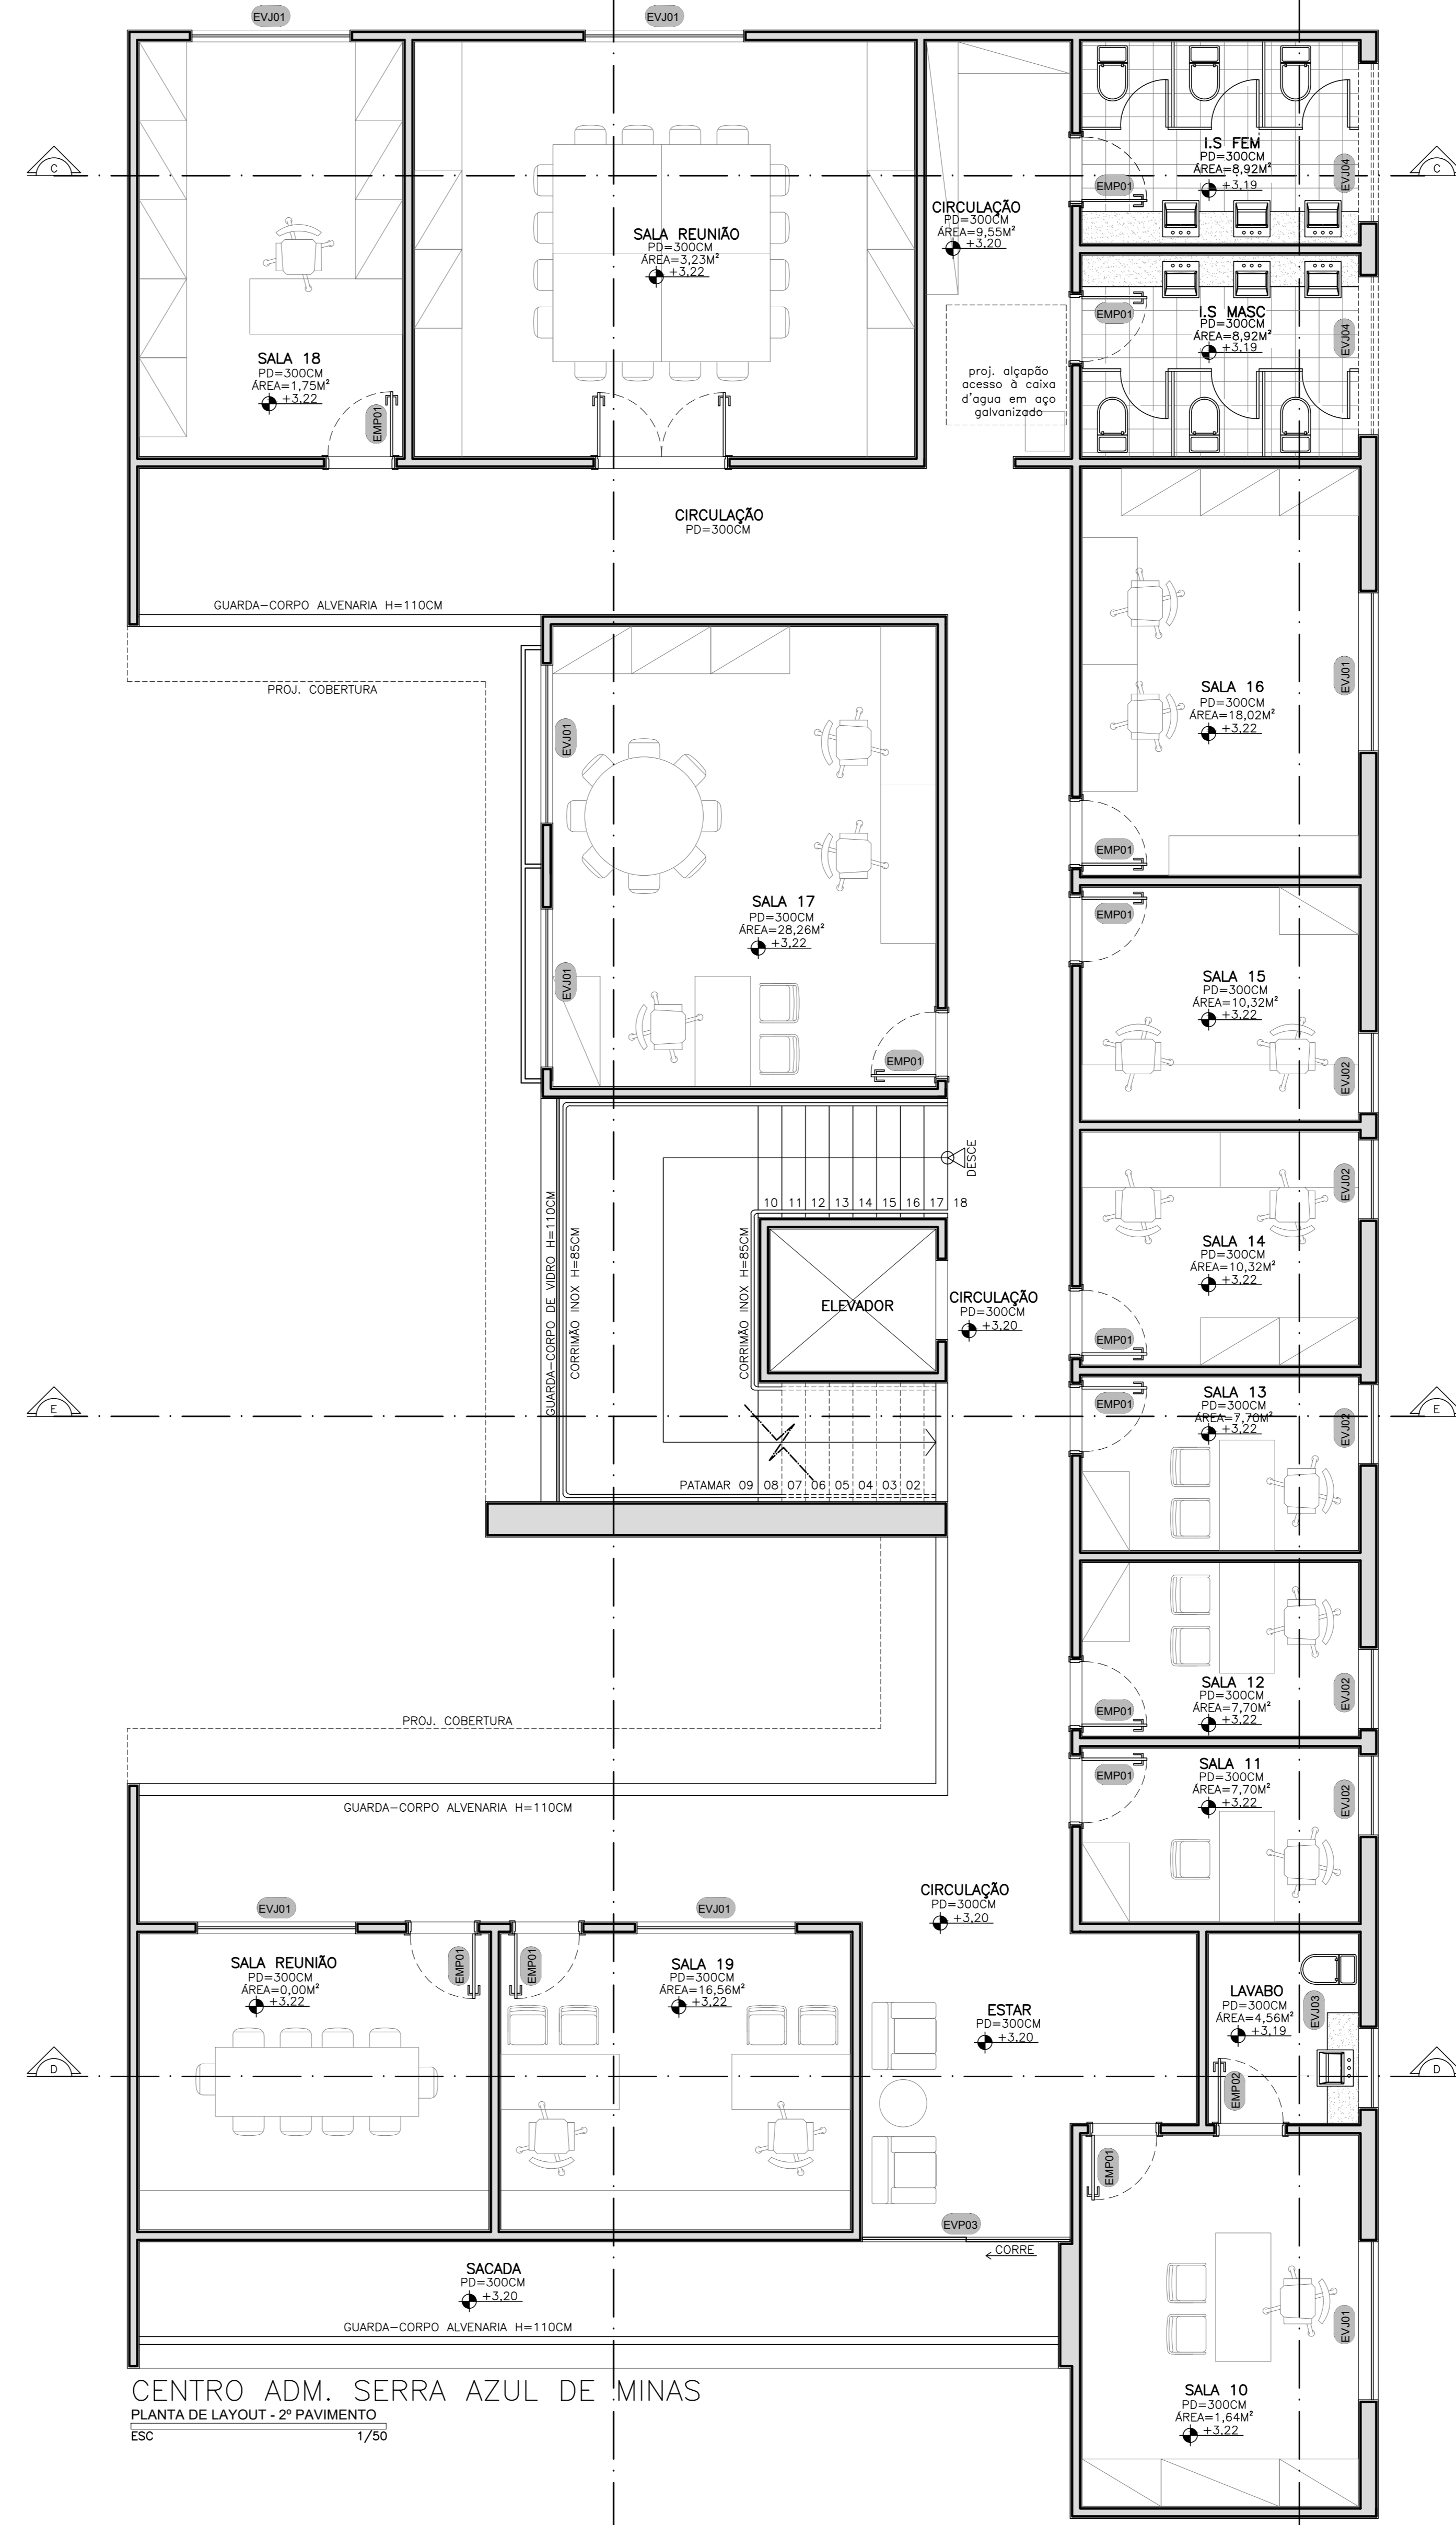 EVJ01
EVJ01
C
C
I.S FEM
PD=300CM
ÁREA=8,92M²
+3,19
EVJ04
EMP01
CIRCULAÇÃO
PD=300CM
ÁREA=9,55M²
+3,20
SALA REUNIÃO
PD=300CM
ÁREA=3,23M²
+3,22
I.S MASC
PD=300CM
ÁREA=8,92M²
+3,19
EMP01
EVJ04
SALA 18
PD=300CM
ÁREA=1,75M²
+3,22
EMP01
proj. alçapão
acesso à caixa
d'agua em aço
galvanizado
CIRCULAÇÃO
PD=300CM
GUARDA-CORPO ALVENARIA H=110CM
PROJ. COBERTURA
SALA 16
PD=300CM
ÁREA=18,02M²
+3,22
EVJ01
EMP01
EVJ01
SALA 17
PD=300CM
ÁREA=28,26M²
+3,22
EVJ01
EMP01
EMP01
SALA 15
PD=300CM
ÁREA=10,32M²
+3,22
EVJ02
DESCE
10 11 12 13 14 15 16 17 18
GUARDA-CORPO DE VIDRO H=110CM
CORRIMÃO INOX H=85CM
CORRIMÃO INOX H=85CM
ELEVADOR
CIRCULAÇÃO
PD=300CM
+3,20
EVJ02
SALA 14
PD=300CM
ÁREA=10,32M²
+3,22
EMP01
E
E
SALA 13
PD=300CM
ÁREA=7,70M²
+3,22
EMP01
EVJ02
PATAMAR 09 08 07 06 05 04 03 02
SALA 12
PD=300CM
ÁREA=7,70M²
+3,22
EMP01
EVJ02
PROJ. COBERTURA
GUARDA-CORPO ALVENARIA H=110CM
SALA 11
PD=300CM
ÁREA=7,70M²
+3,22
EMP01
EVJ02
CIRCULAÇÃO
PD=300CM
+3,20
EVJ01
EVJ01
SALA REUNIÃO
PD=300CM
ÁREA=0,00M²
+3,22
EMP01
EMP01
SALA 19
PD=300CM
ÁREA=16,56M²
+3,22
ESTAR
PD=300CM
+3,20
LAVABO
PD=300CM
ÁREA=4,56M²
+3,19
EVJ03
EMP02
D
D
EMP01
EVP03
CORRE
SACADA
PD=300CM
+3,20
GUARDA-CORPO ALVENARIA H=110CM
EVJ01
SALA 10
PD=300CM
ÁREA=1,64M²
+3,22
CENTRO ADM. SERRA AZUL DE MINAS
PLANTA DE LAYOUT - 2º PAVIMENTO
ESC 1/50